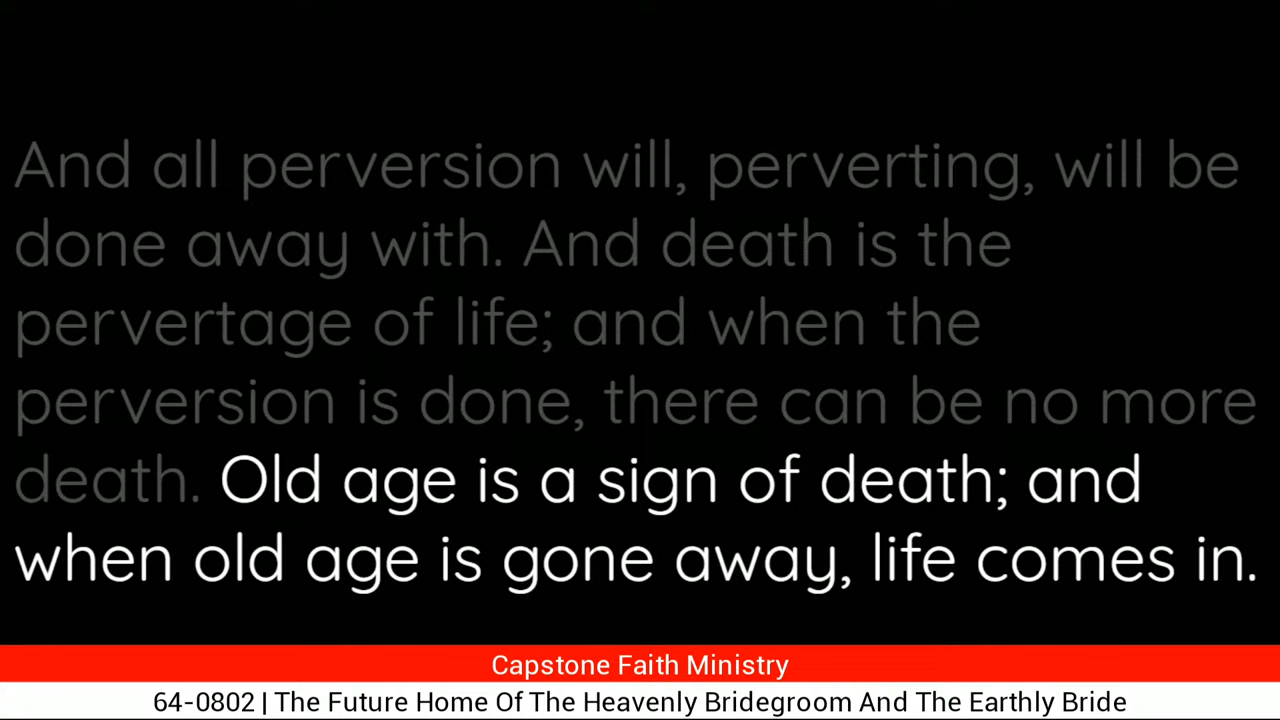 And all perversion will, perverting, will be
done away with. And death is the
pervertage of life; and when the
perversion is done, there can be no more
death. Old age is a sign of death; and
when old age is gone away, life comes in.
Capstone Faith Ministry
64-0802 | The Future Home Of The Heavenly Bridegroom And The Earthly Bride